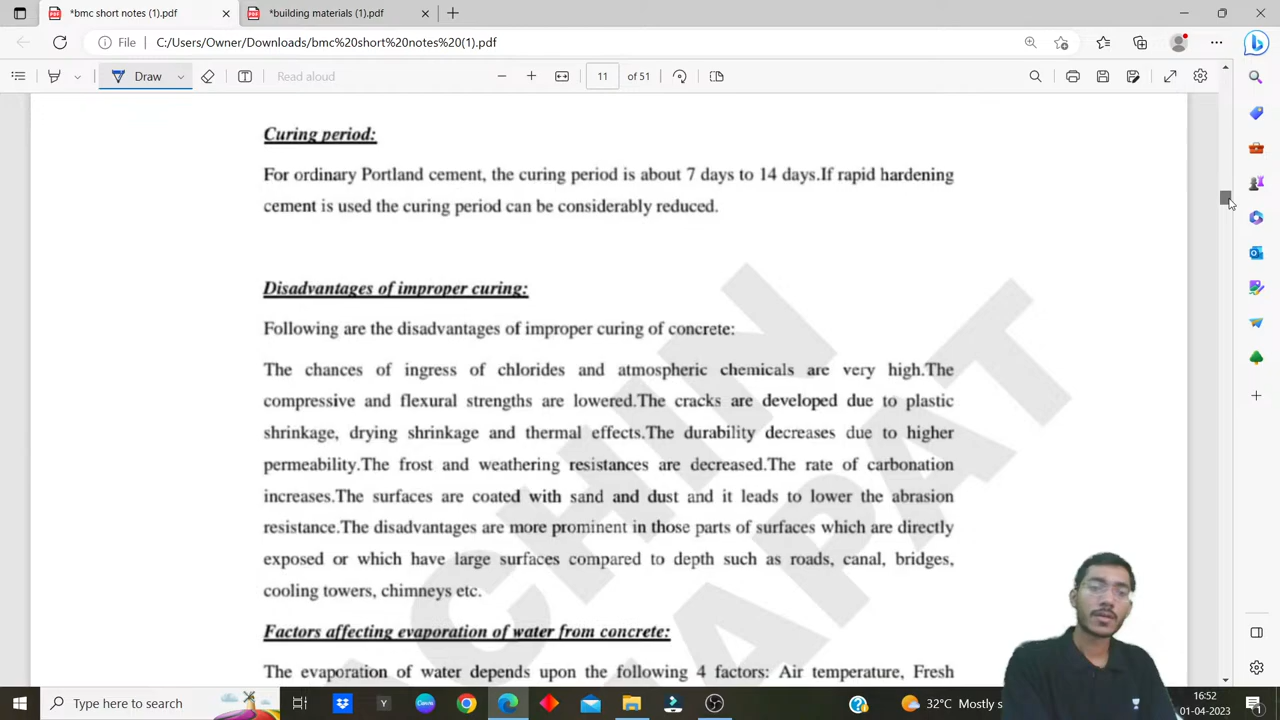 *bmc short notes (1).pdf
*building materials (1).pdf
File
C:/Users/Owner/Downloads/bmc%20short%20notes%20(1).pdf
Draw
Read aloud
11
of 51
Curing period:
For ordinary Portland cement, the curing period is about 7 days to 14 days.If rapid hardening
cement is used the curing period can be considerably reduced.
Disadvantages of improper curing:
Following are the disadvantages of improper curing of concrete:
The chances of ingress of chlorides and atmospheric chemicals are very high.The
compressive and flexural strengths are lowered.The cracks are developed due to plastic
shrinkage, drying shrinkage and thermal effects.The durability decreases due to higher
permeability.The frost and weathering resistances are decreased.The rate of carbonation
increases.The surfaces are coated with sand and dust and it leads to lower the abrasion
resistance.The disadvantages are more prominent in those parts of surfaces which are directly
exposed or which have large surfaces compared to depth such as roads, canal, bridges,
cooling towers, chimneys etc.
Factors affecting evaporation of water from concrete:
The evaporation of water depends upon the following 4 factors: Air temperature, Fresh
Type here to search
32°C Mostly s
16:52
01-04-2023